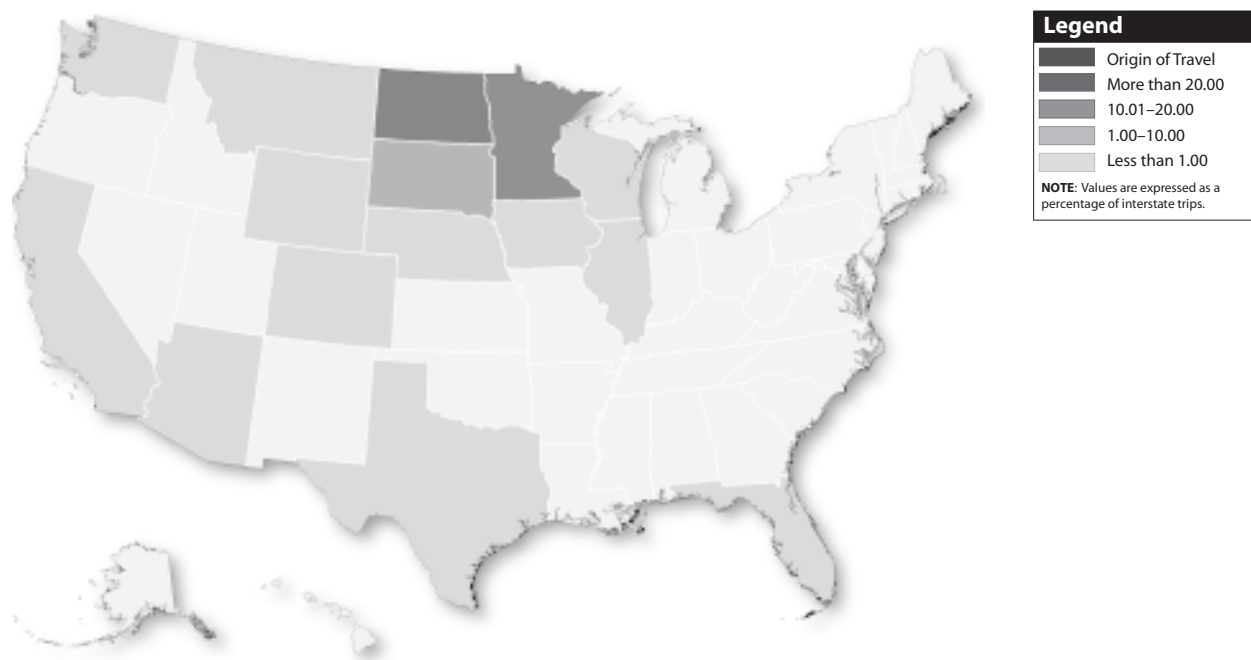 Legend
Origin of Travel
More than 20.00
10.01–20.00
1.00–10.00
Less than 1.00
NOTE: Values are expressed as a
percentage of interstate trips.